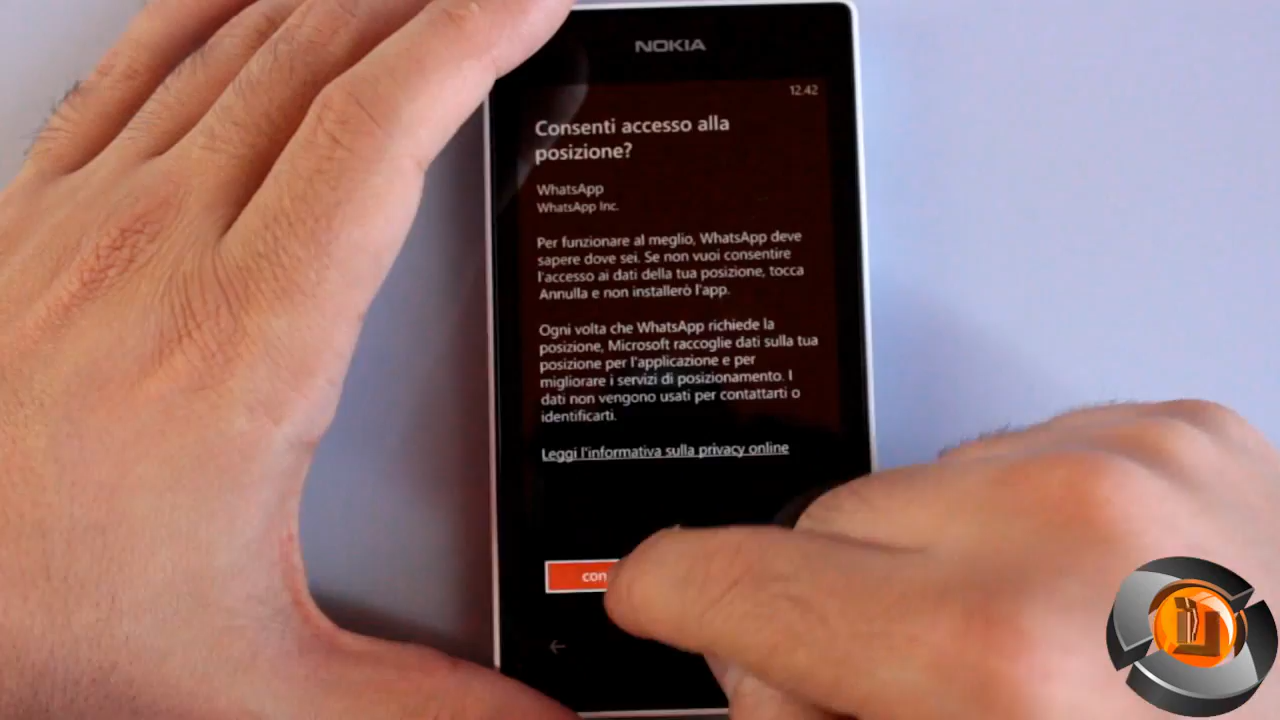 NOKIA
12.42
Consenti accesso alla
posizione?
WhatsApp
WhatsApp Inc.
Per funzionare al meglio, WhatsApp deve
sapere dove sei. Se non vuoi consentire
l'accesso ai dati della tua posizione, tocca
Annulla e non installerò l'app.
Ogni volta che WhatsApp richiede la
posizione, Microsoft raccoglie dati sulla tua
posizione per l'applicazione e per
migliorare i servizi di posizionamento. I
dati non vengono usati per contattarti o
identificarti.
Leggi l'informativa sulla privacy online
con